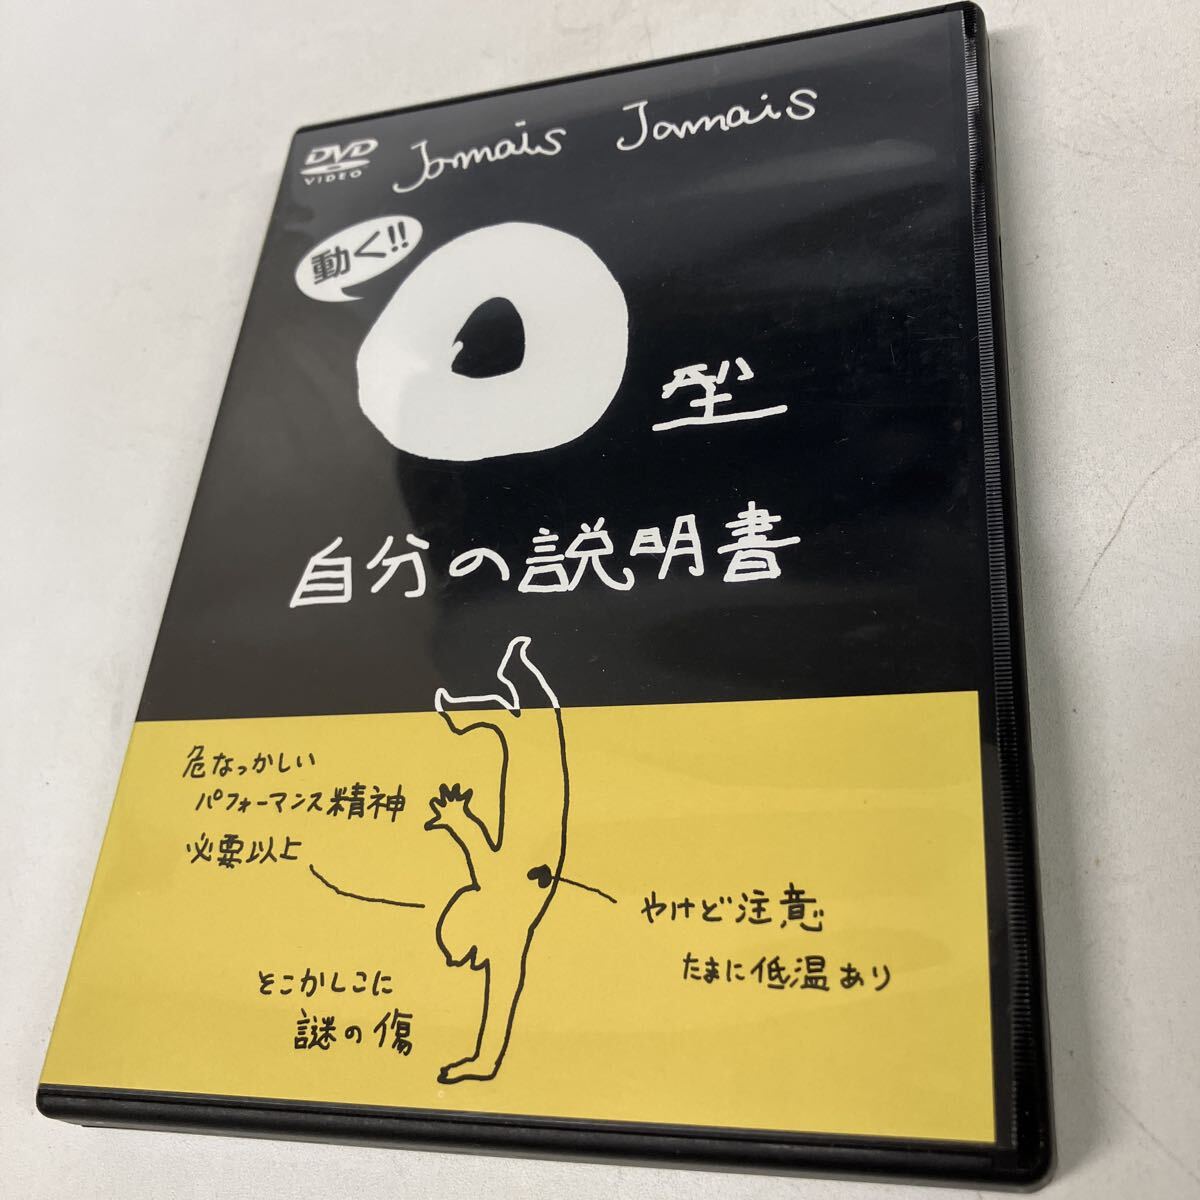 DVD
VIDEO
Jamais Jamais
動く!!
O型
自分の説明書
危なっかしい
パフォーマンス精神
必要以上
やけど注意
たまに低温あり
そこかしこに
謎の傷